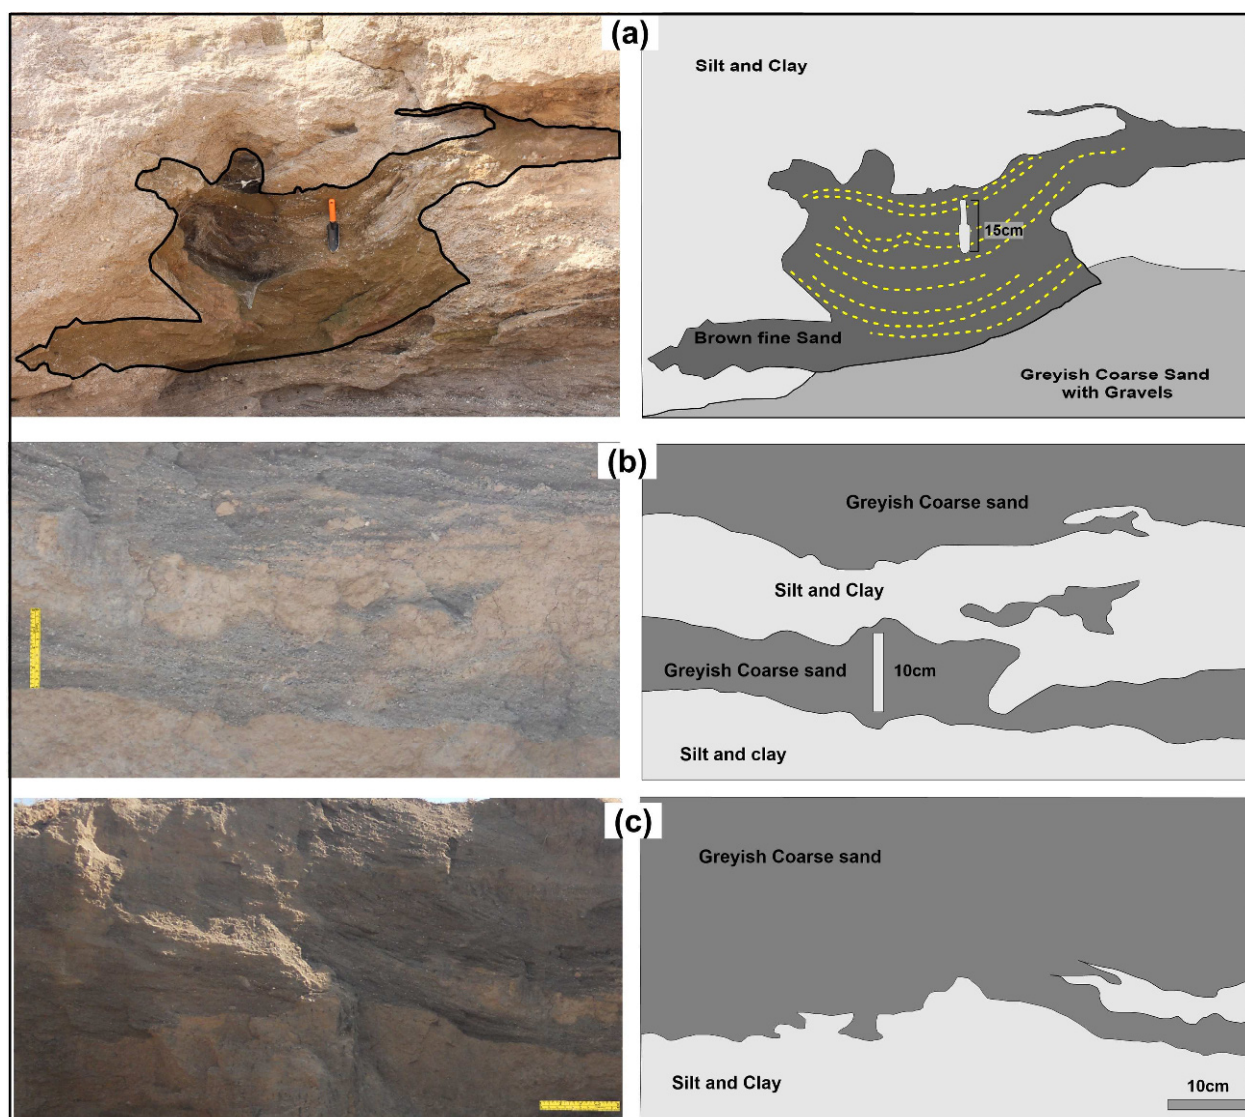 (a)
Silt and Clay
15cm
Brown fine Sand
Greyish Coarse Sand
with Gravels
(b)
Greyish Coarse sand
Silt and Clay
Greyish Coarse sand
10cm
Silt and clay
(c)
Greyish Coarse sand
Silt and Clay
10cm